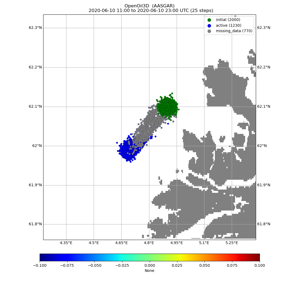 OpenDrift - OceanDrift (AASGAR)
2020-06-10 11:00 to 2020-06-10 23:00 UTC (25 steps)
initial (2000)
active (1230)
missing_data (770)
62.3°N
62.3°N
62.2°N
62.2°N
62.1°N
62.1°N
62°N
62°N
61.9°N
61.9°N
61.8°N
61.8°N
4.35°E
4.5°E
4.65°E
4.8°E
4.95°E
5.1°E
5.25°E
-0.100
-0.075
-0.050
-0.025
0.000
0.025
0.050
0.075
0.100
None